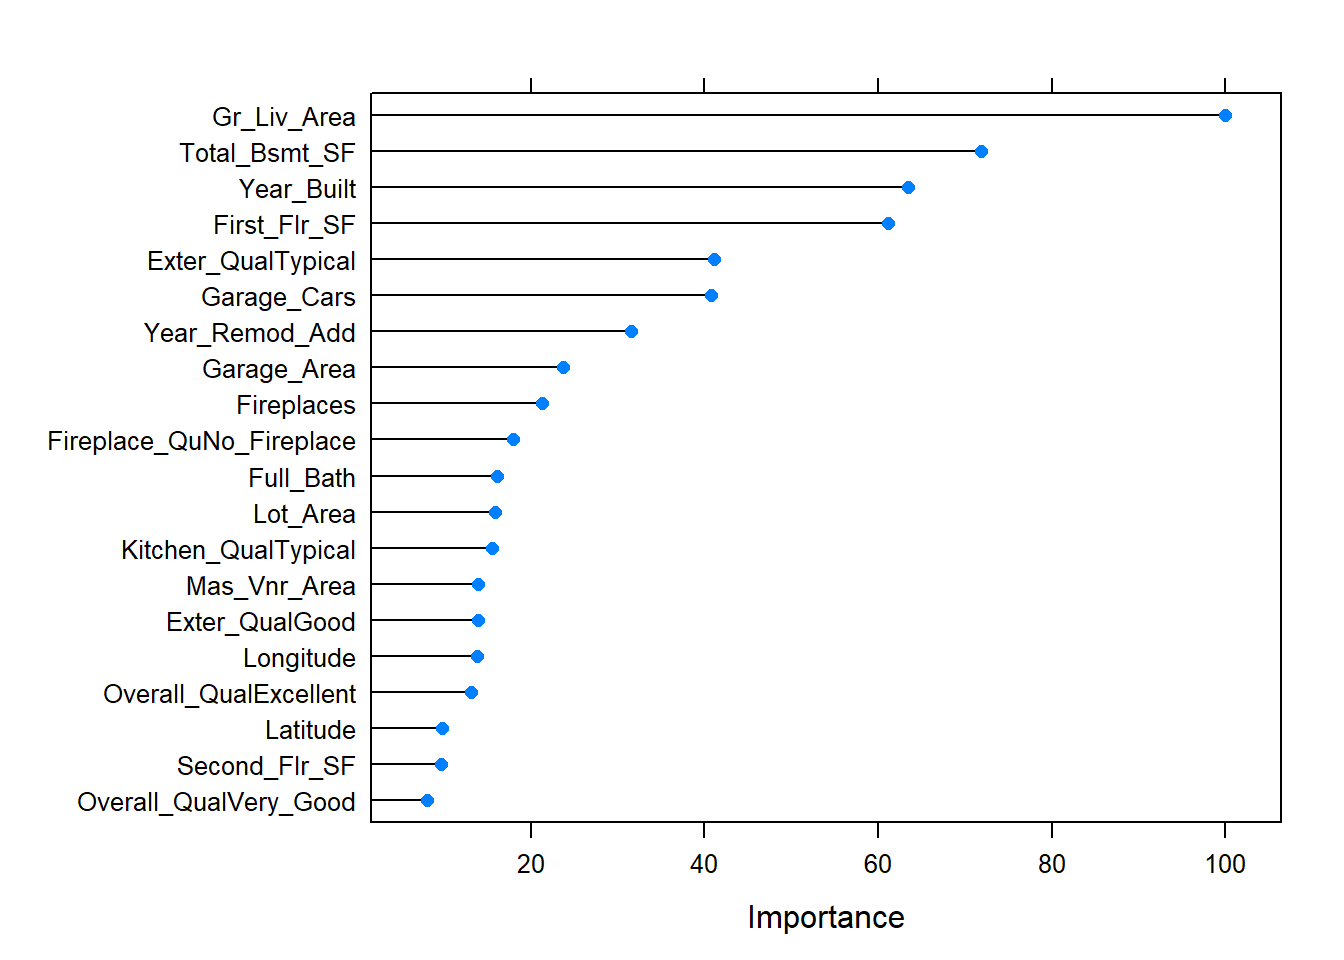 Gr_Liv_Area
Total_Bsmt_SF
Year_Built
First_Flr_SF
Exter_QualTypical
Garage_Cars
Year_Remod_Add
Garage_Area
Fireplaces
Fireplace_QuNo_Fireplace
Full_Bath
Lot_Area
Kitchen_QualTypical
Mas_Vnr_Area
Exter_QualGood
Longitude
Overall_QualExcellent
Latitude
Second_Flr_SF
Overall_QualVery_Good
20 40 60 80 100
Importance